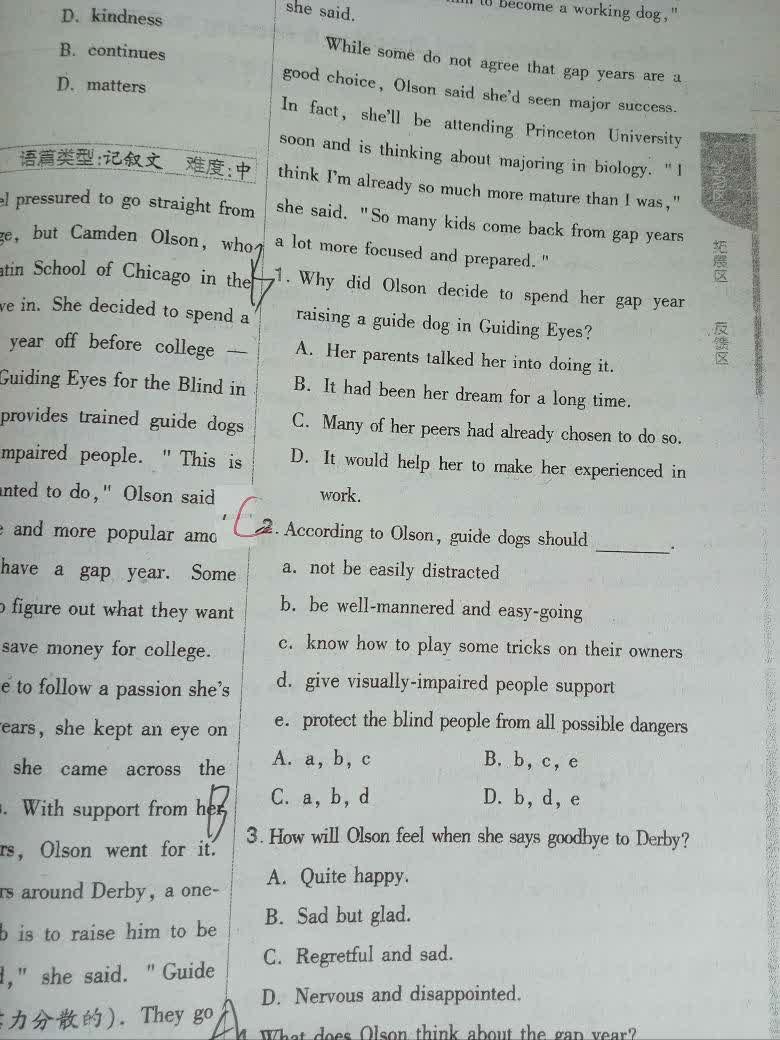 D. kindness
B. continues
D. matters
语篇类型:记叙文 难度:中
pressured to go straight from
but Camden Olson, who
School of Chicago in the
in. She decided to spend a
year off before college —
Guiding Eyes for the Blind in
provides trained guide dogs
people. "This is
to do," Olson said
and more popular
have a gap year. Some
figure out what they want
save money for college.
to follow a passion she's
she kept an eye on
she came across the
With support from her
Olson went for it.
around Derby, a one-
is to raise him to be
she said. "Guide
力分散的). They go
to become a working dog,"
she said.
While some do not agree that gap years are a
good choice, Olson said she'd seen major success.
In fact, she'll be attending Princeton University
soon and is thinking about majoring in biology. "I
think I'm already so much more mature than I was,"
she said. "So many kids come back from gap years
a lot more focused and prepared."
1. Why did Olson decide to spend her gap year
raising a guide dog in Guiding Eyes?
A. Her parents talked her into doing it.
B. It had been her dream for a long time.
C. Many of her peers had already chosen to do so.
D. It would help her to make her experienced in
work.
C
2. According to Olson, guide dogs should ______.
a. not be easily distracted
b. be well-mannered and easy-going
c. know how to play some tricks on their owners
d. give visually-impaired people support
e. protect the blind people from all possible dangers
A. a, b, c B. b, c, e
C. a, b, d D. b, d, e
B
3. How will Olson feel when she says goodbye to Derby?
A. Quite happy.
B. Sad but glad.
C. Regretful and sad.
D. Nervous and disappointed.
A
What does Olson think about the gap year?
拓展区
反馈区